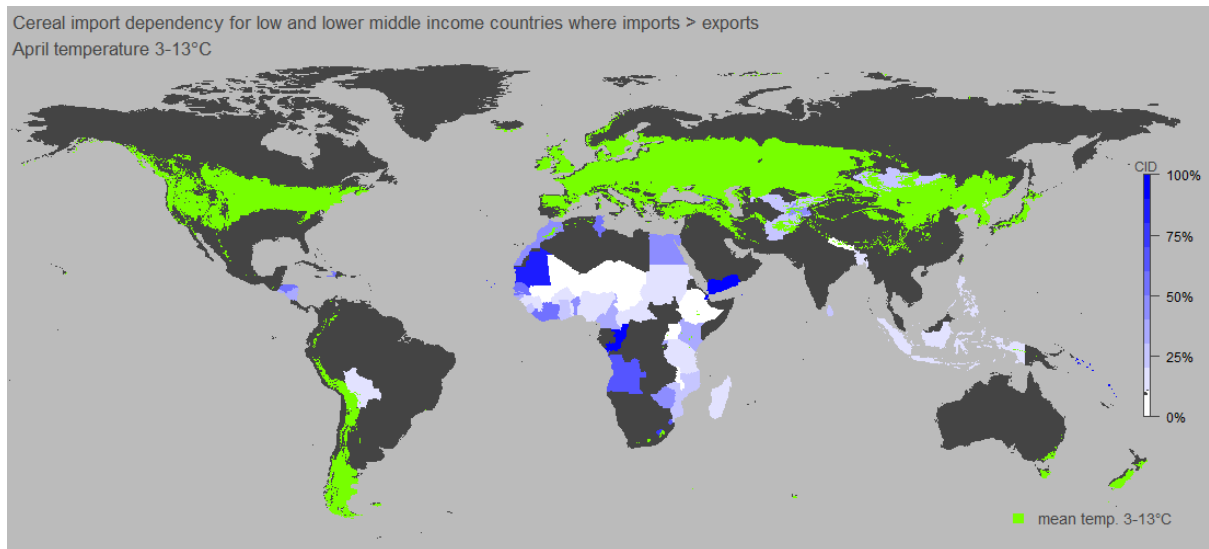 Cereal import dependency for low and lower middle income countries where imports > exports
April temperature 3-13°C
CID
100%
75%
50%
25%
0%
mean temp. 3-13°C